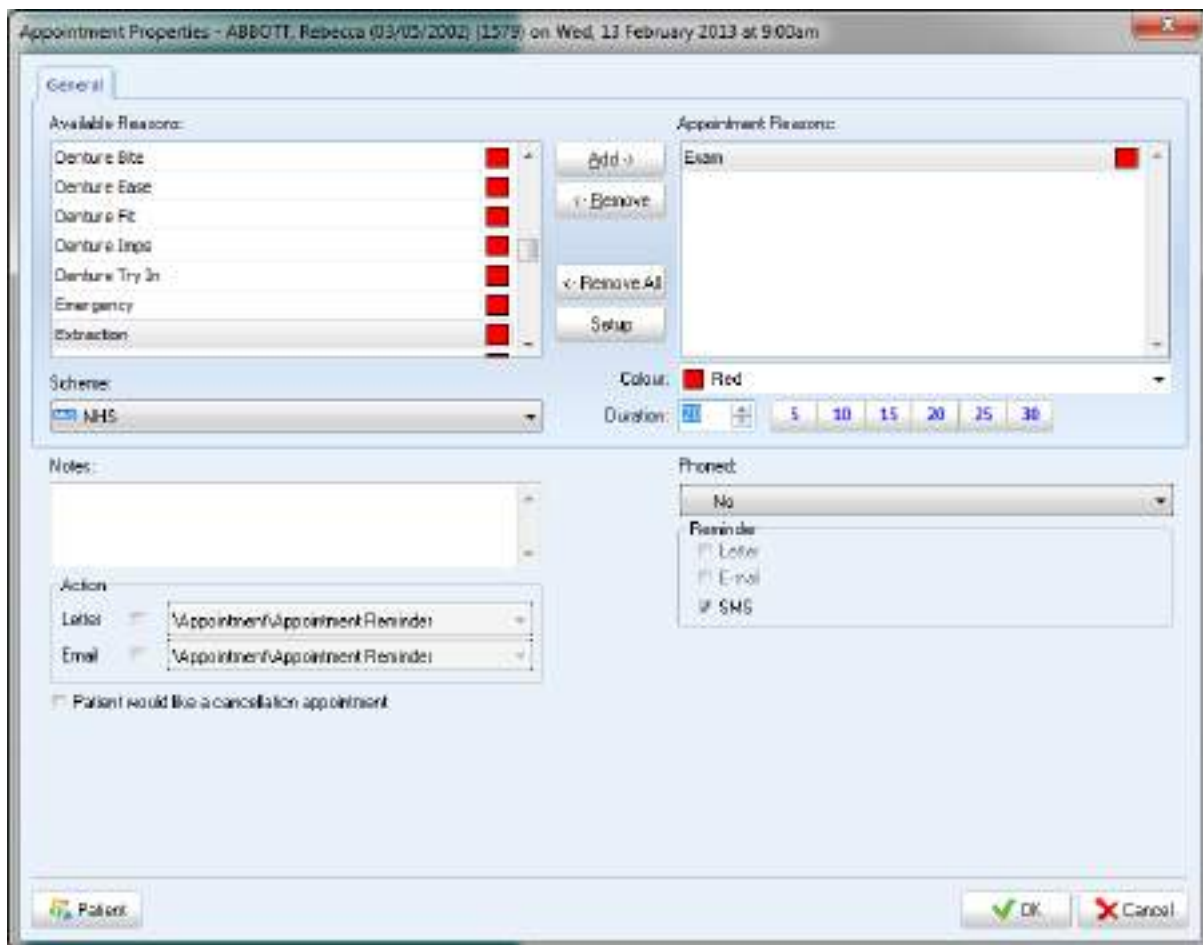 Appointment Properties - ABBOTT, Rebecca (03/05/2002) (1579) on Wed, 13 February 2013 at 9:00am
General
Available Reasons:
Denture Bite
Denture Ease
Denture Fit
Denture Imps
Denture Try In
Emergency
Extraction
Add ->
<- Remove
<- Remove All
Setup
Appointment Reasons:
Exam
Scheme:
NHS
Colour: Red
Duration: 20 5 10 15 20 25 30
Notes:
Phoned:
No
Reminder
Letter
E-mail
SMS
Action
Letter \Appointment\Appointment Reminder
Email \Appointment\Appointment Reminder
Patient would like a cancellation appointment
Patient
OK
Cancel